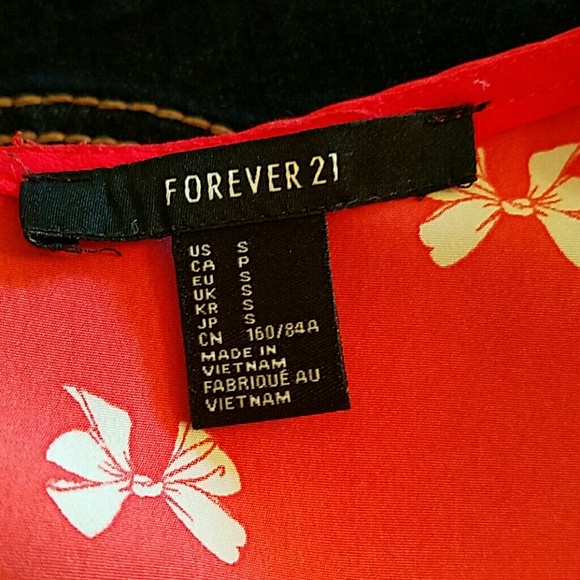 FOREVER 21
US S
CA P
EU S
UK S
KR S
JP S
CN 160/84A
MADE IN
VIETNAM
FABRIQUÉ AU
VIETNAM